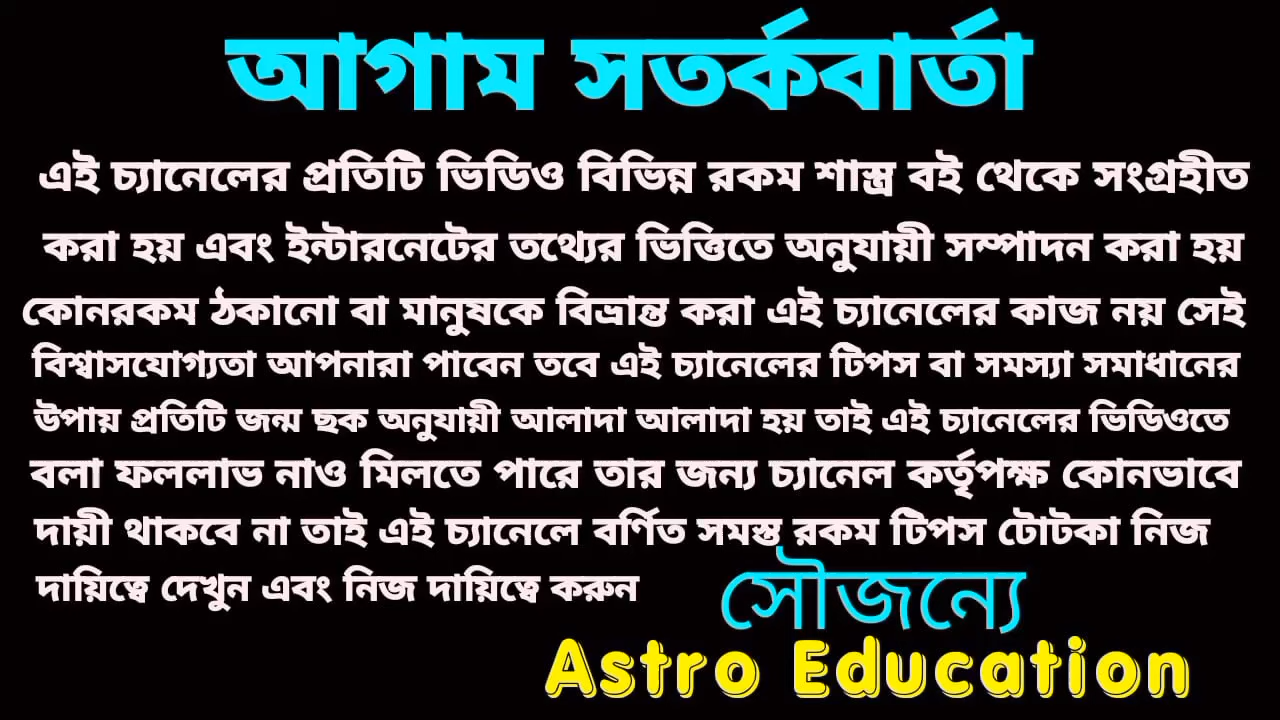 আগাম সতর্কবার্তা
এই চ্যানেলের প্রতিটি ভিডিও বিভিন্ন রকম শাস্ত্র বই থেকে সংগ্রহীত
করা হয় এবং ইন্টারনেটের তথ্যের ভিত্তিতে অনুযায়ী সম্পাদন করা হয়
কোনরকম ঠকানো বা মানুষকে বিভ্রান্ত করা এই চ্যানেলের কাজ নয় সেই
বিশ্বাসযোগ্যতা আপনারা পাবেন তবে এই চ্যানেলের টিপস বা সমস্যা সমাধানের
উপায় প্রতিটি জন্ম ছক অনুযায়ী আলাদা আলাদা হয় তাই এই চ্যানেলের ভিডিওতে
বলা ফললাভ নাও মিলতে পারে তার জন্য চ্যানেল কর্তৃপক্ষ কোনভাবে
দায়ী থাকবে না তাই এই চ্যানেলে বর্ণিত সমস্ত রকম টিপস টোটকা নিজ
দায়িত্বে দেখুন এবং নিজ দায়িত্বে করুন
সৌজন্যে
Astro Education